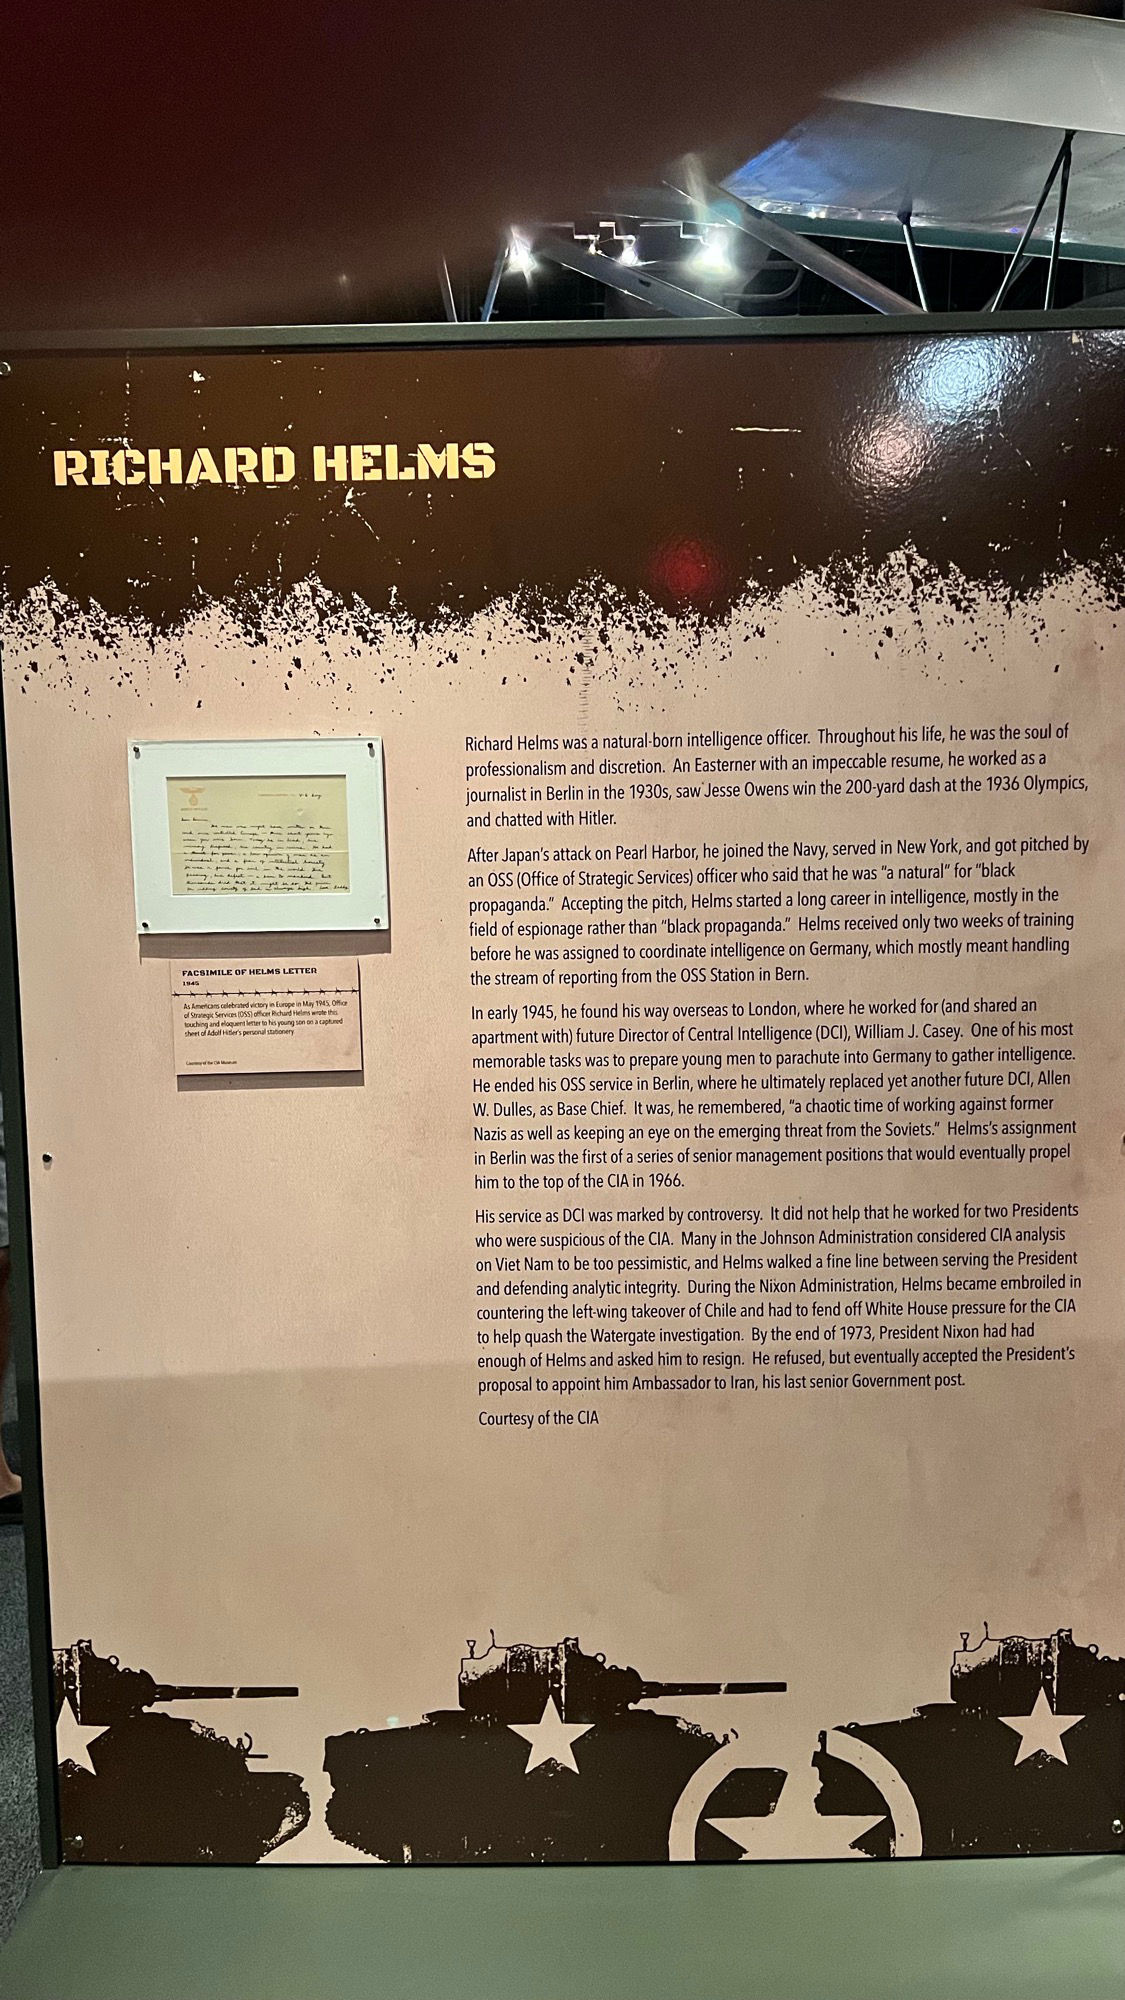 RICHARD HELMS
Richard Helms was a natural-born intelligence officer. Throughout his life, he was the soul of
professionalism and discretion. An Easterner with an impeccable resume, he worked as a
journalist in Berlin in the 1930s, saw Jesse Owens win the 200-yard dash at the 1936 Olympics,
and chatted with Hitler.
After Japan's attack on Pearl Harbor, he joined the Navy, served in New York, and got pitched by
an OSS (Office of Strategic Services) officer who said that he was "a natural" for "black
propaganda." Accepting the pitch, Helms started a long career in intelligence, mostly in the
field of espionage rather than "black propaganda." Helms received only two weeks of training
before he was assigned to coordinate intelligence on Germany, which mostly meant handling
the stream of reporting from the OSS Station in Bern.
In early 1945, he found his way overseas to London, where he worked for (and shared an
apartment with) future Director of Central Intelligence (DCI), William J. Casey. One of his most
memorable tasks was to prepare young men to parachute into Germany to gather intelligence.
He ended his OSS service in Berlin, where he ultimately replaced yet another future DCI, Allen
W. Dulles, as Base Chief. It was, he remembered, "a chaotic time of working against former
Nazis as well as keeping an eye on the emerging threat from the Soviets." Helms's assignment
in Berlin was the first of a series of senior management positions that would eventually propel
him to the top of the CIA in 1966.
His service as DCI was marked by controversy. It did not help that he worked for two Presidents
who were suspicious of the CIA. Many in the Johnson Administration considered CIA analysis
on Viet Nam to be too pessimistic, and Helms walked a fine line between serving the President
and defending analytic integrity. During the Nixon Administration, Helms became embroiled in
countering the left-wing takeover of Chile and had to fend off White House pressure for the CIA
to help quash the Watergate investigation. By the end of 1973, President Nixon had had
enough of Helms and asked him to resign. He refused, but eventually accepted the President's
proposal to appoint him Ambassador to Iran, his last senior Government post.
Courtesy of the CIA
FACSIMILE OF HELMS LETTER
1945
As Americans celebrated victory in Europe in May 1945, Office
of Strategic Services (OSS) officer Richard Helms wrote this
touching and eloquent letter to his young son on a captured
sheet of Adolf Hitler's personal stationery
Courtesy of the CIA Museum